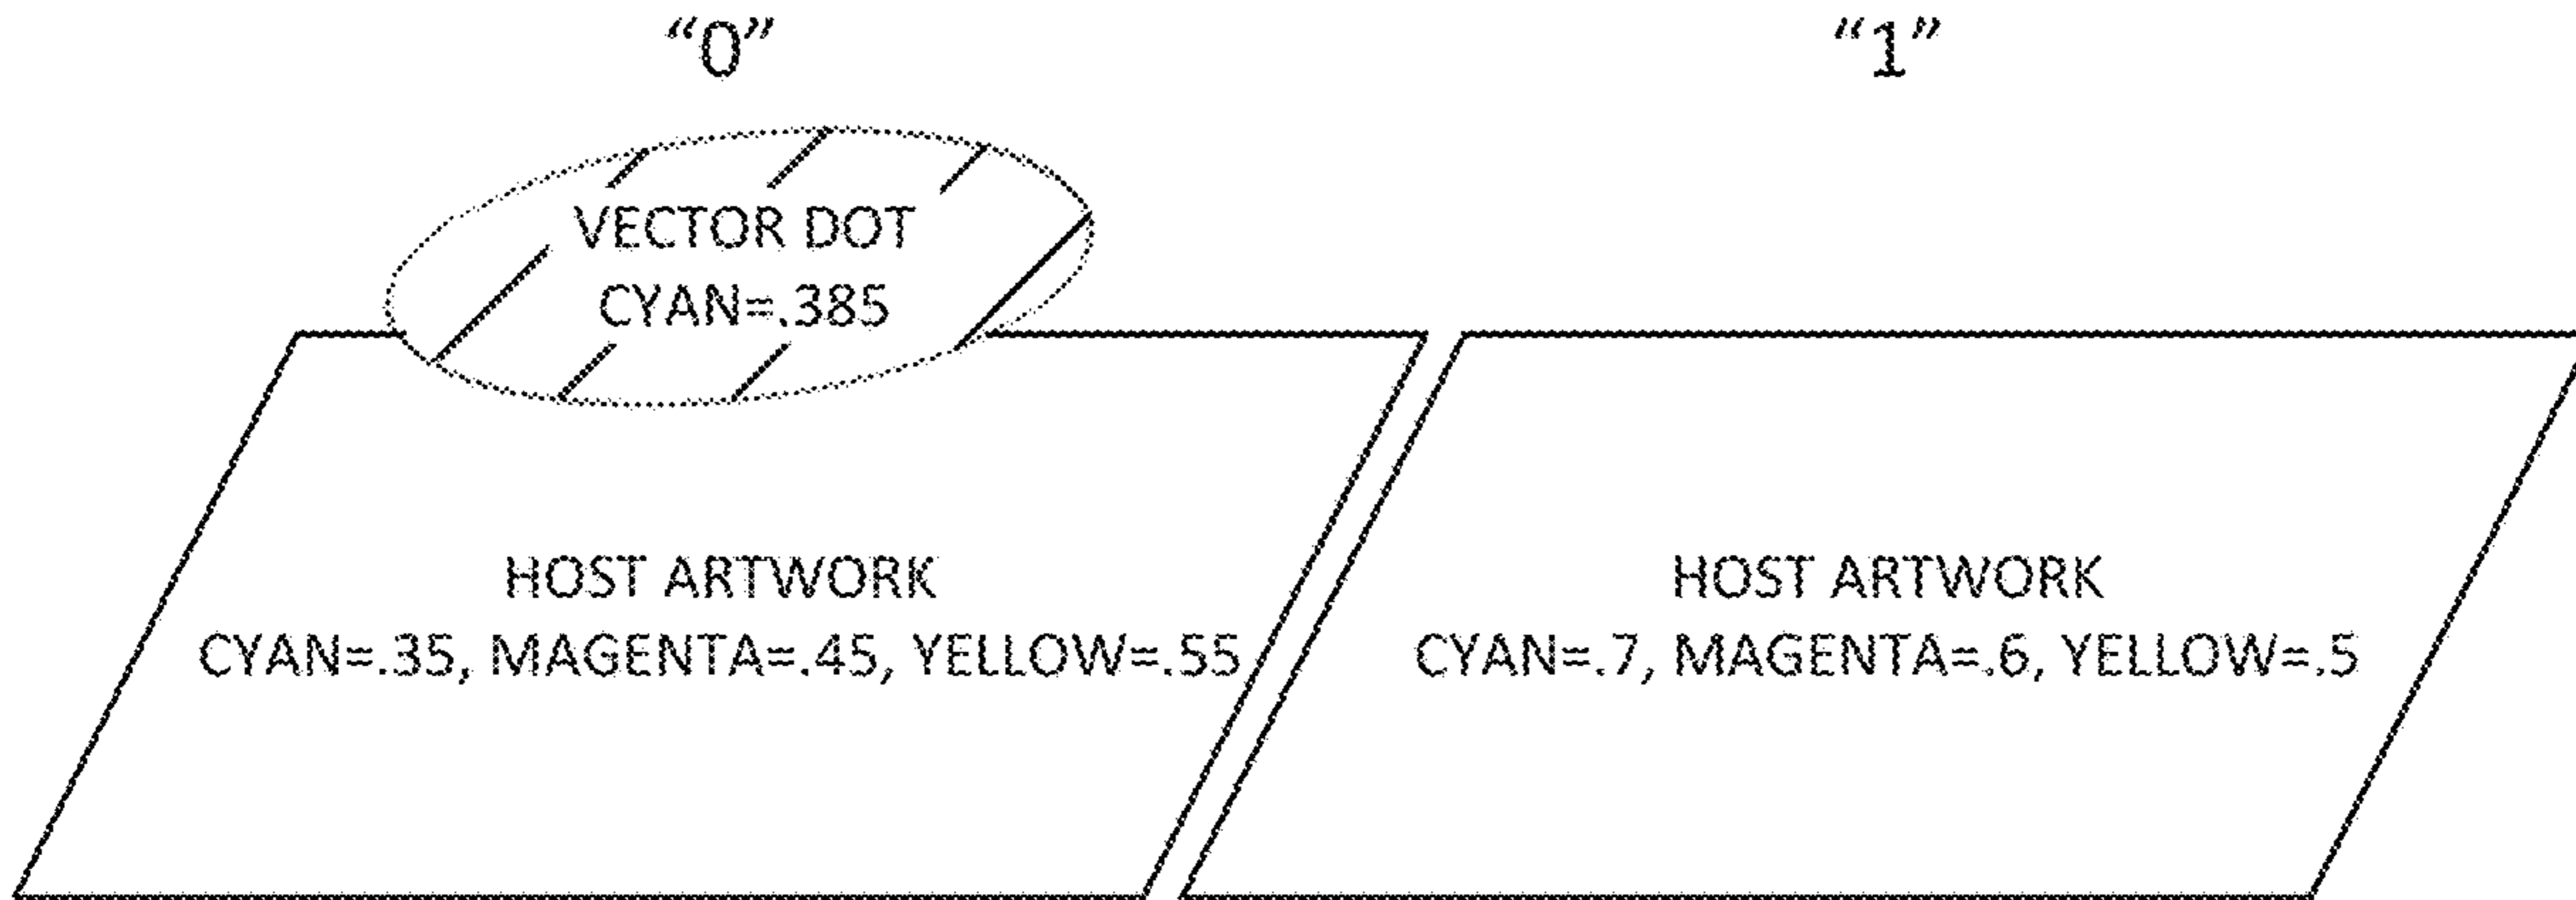 “0”
“1”
VECTOR DOT
CYAN=.385
HOST ARTWORK
CYAN=.35, MAGENTA=.45, YELLOW=.55
HOST ARTWORK
CYAN=.7, MAGENTA=.6, YELLOW=.5